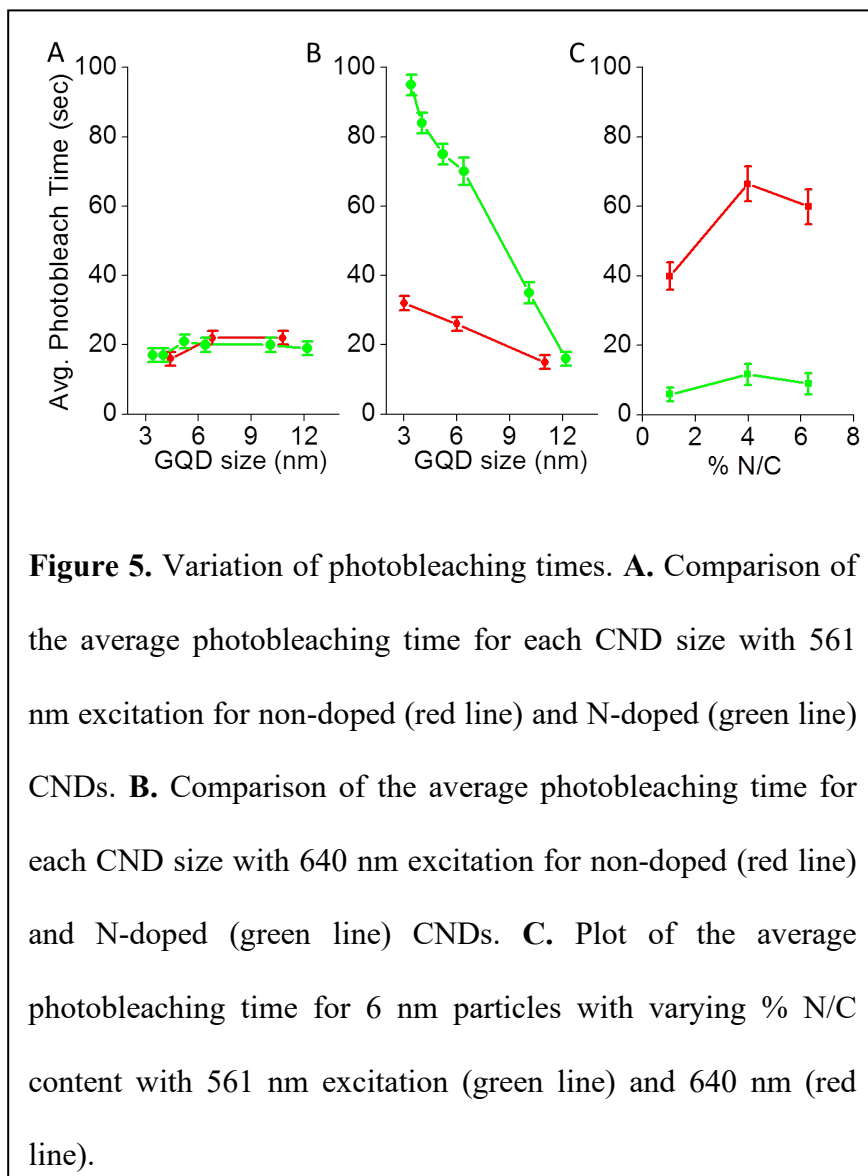 A
B
C
Avg. Photobleach Time (sec)
100
80
60
40
20
0
3 6 9 12
GQD size (nm)
100
80
60
40
20
0
3 6 9 12
GQD size (nm)
100
80
60
40
20
0
0 2 4 6 8
% N/C
Figure 5. Variation of photobleaching times. A. Comparison of
the average photobleaching time for each CND size with 561
nm excitation for non-doped (red line) and N-doped (green line)
CNDs. B. Comparison of the average photobleaching time for
each CND size with 640 nm excitation for non-doped (red line)
and N-doped (green line) CNDs. C. Plot of the average
photobleaching time for 6 nm particles with varying % N/C
content with 561 nm excitation (green line) and 640 nm (red
line).